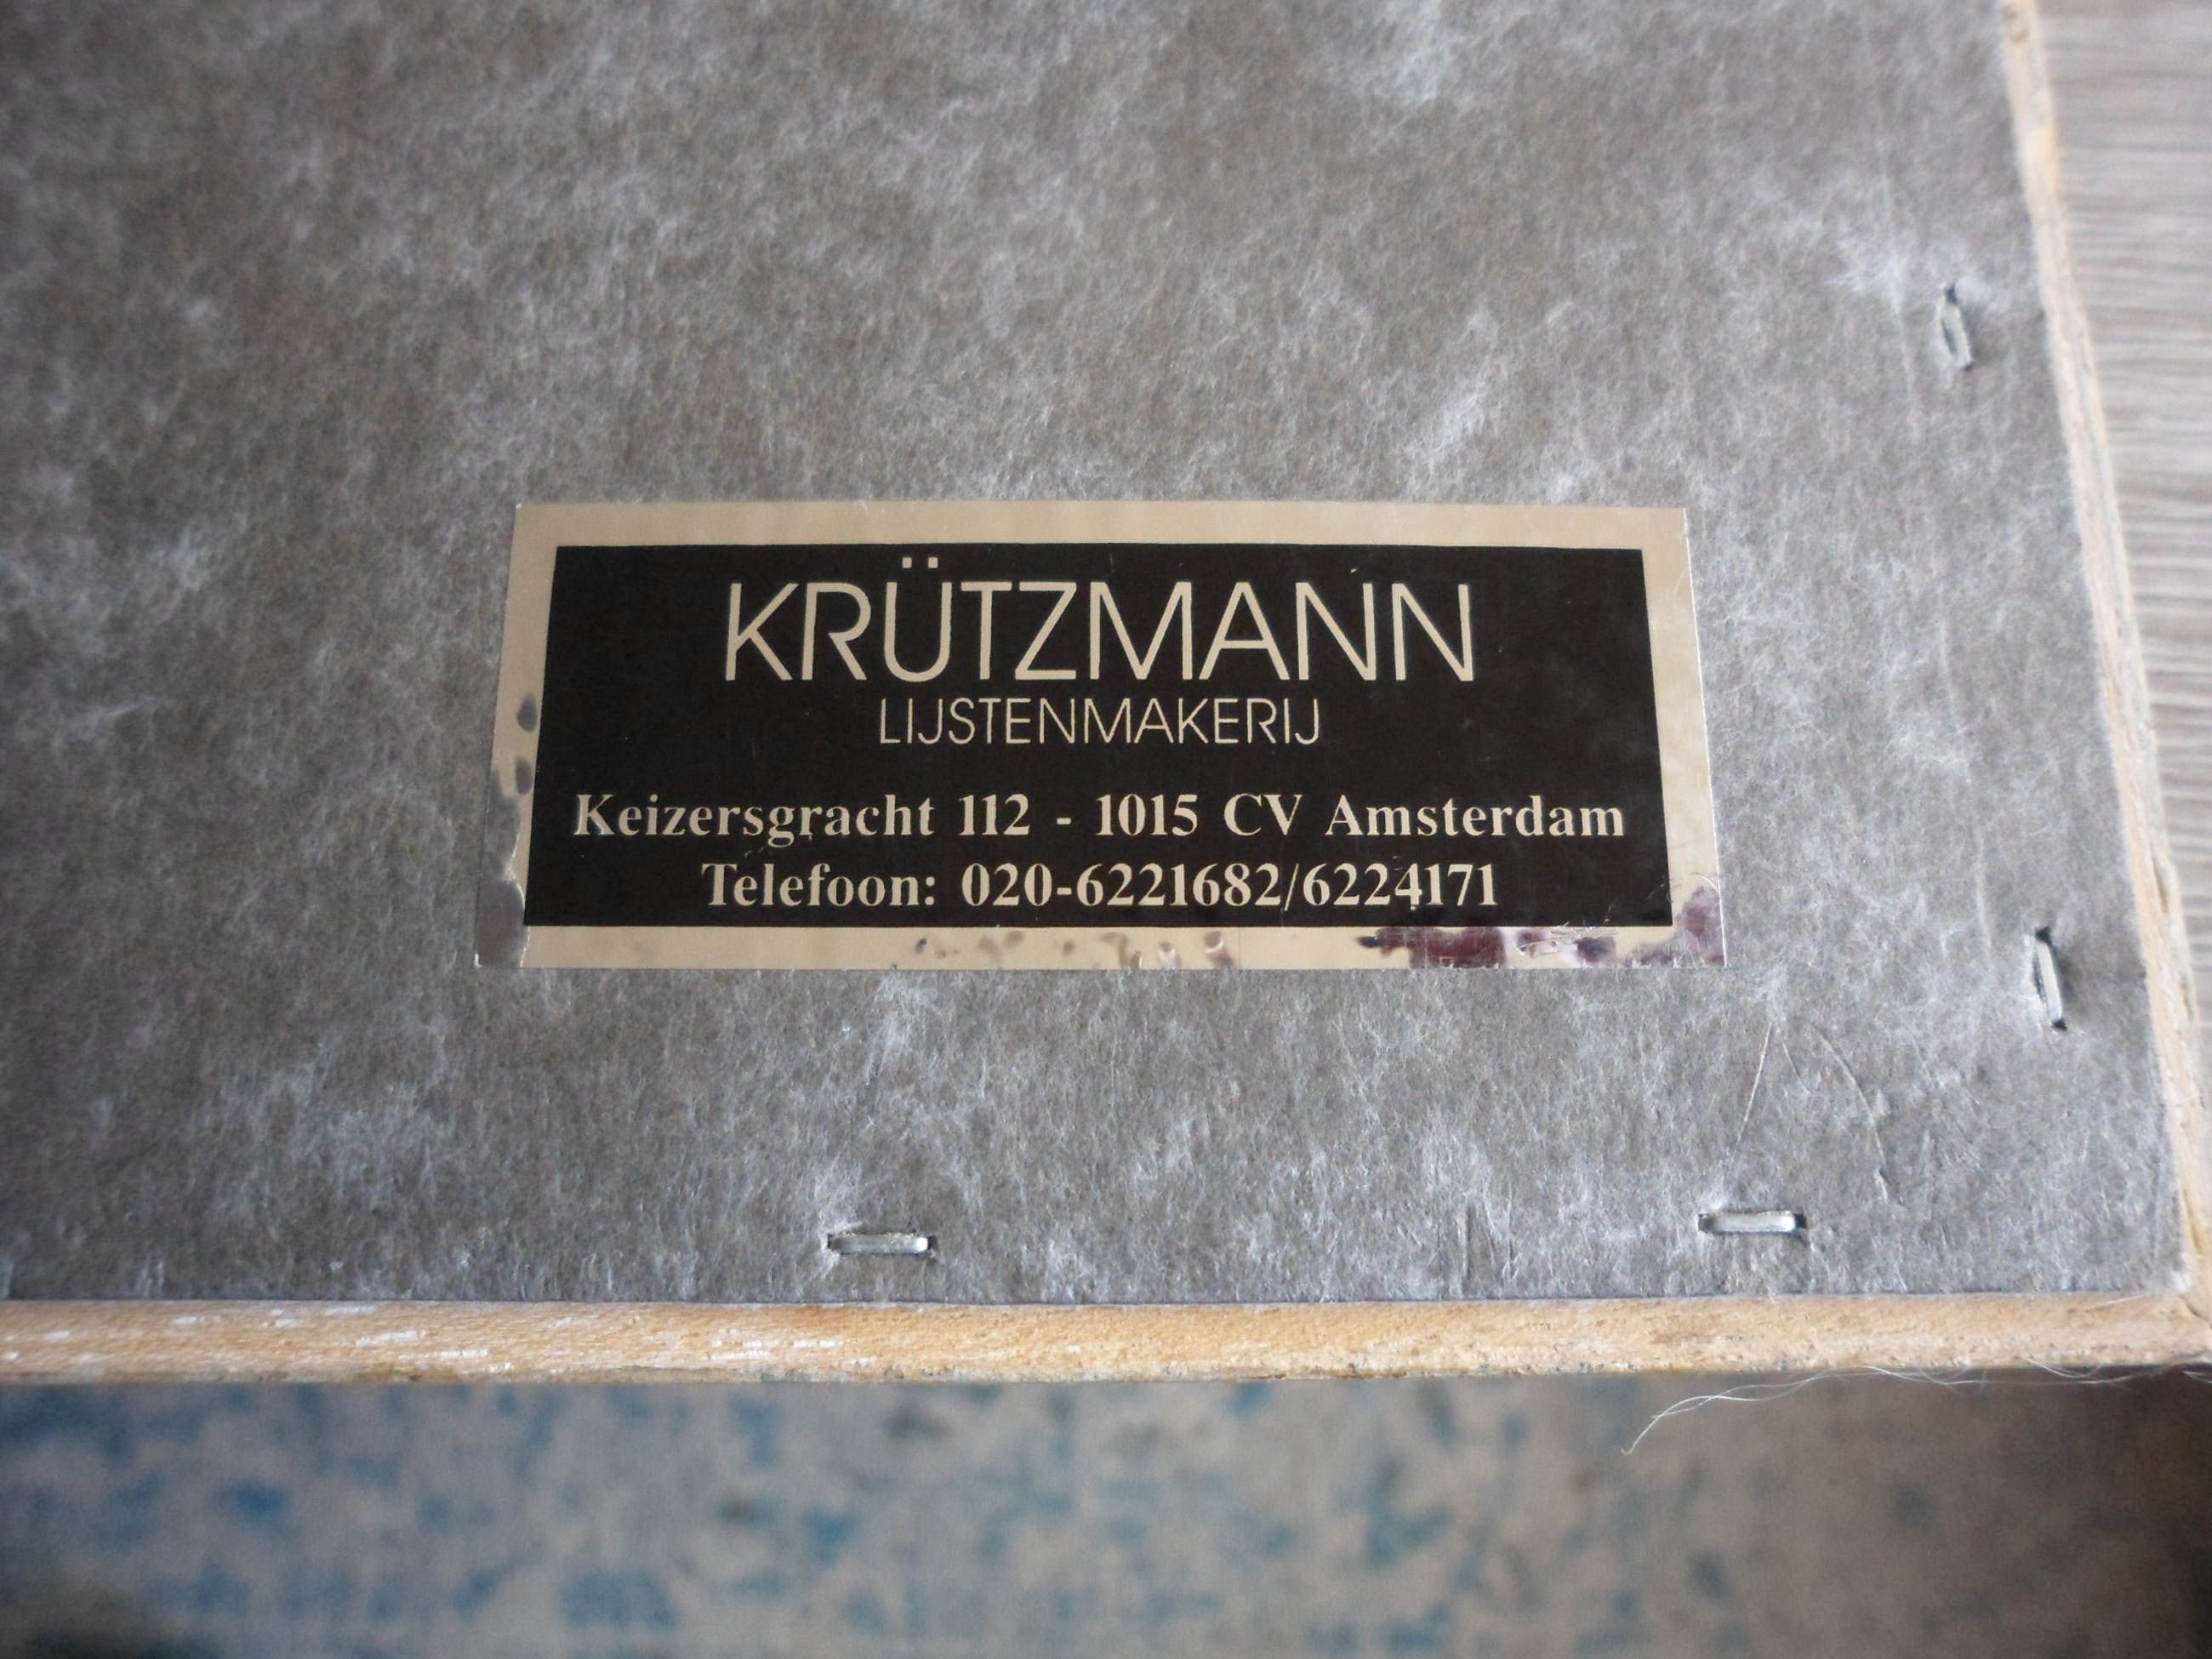 KRÜTZMANN
LIJSTENMAKERIJ
Keizersgracht 112 - 1015 CV Amsterdam
Telefoon: 020-6221682/6224171